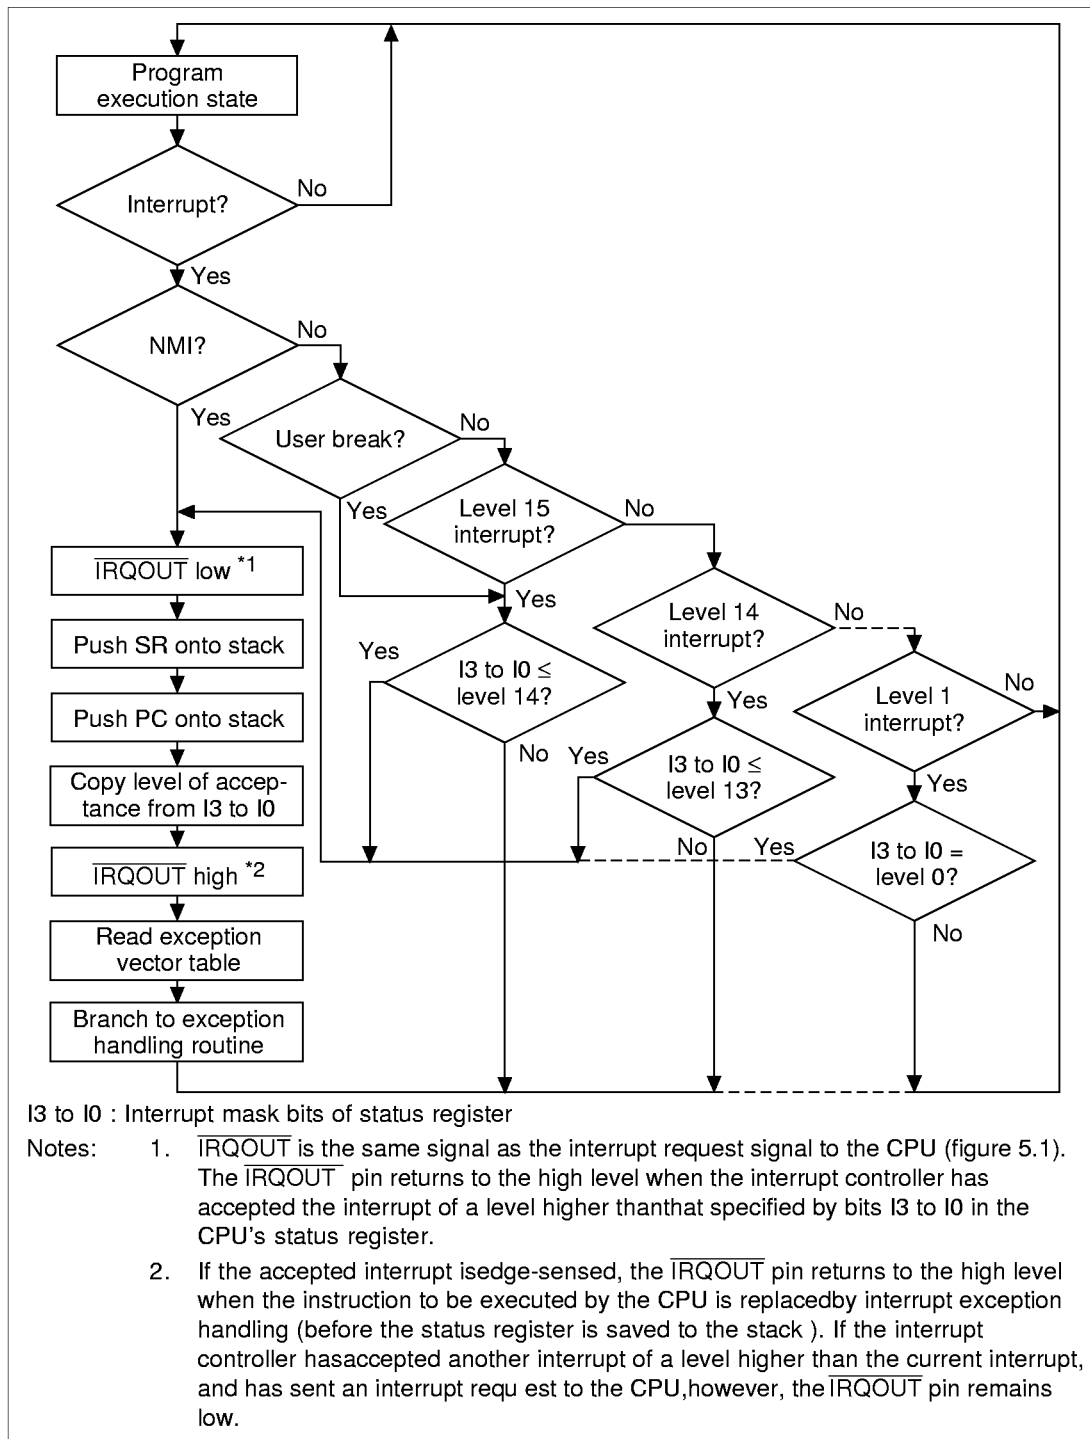 Program
execution state
Interrupt?
No
Yes
NMI?
No
Yes
User break?
No
Yes
Level 15
interrupt?
No
Yes
Level 14
interrupt?
No
Yes
Level 1
interrupt?
No
Yes
I3 to I0 ≤
level 14?
Yes
No
I3 to I0 ≤
level 13?
Yes
No
I3 to I0 =
level 0?
Yes
No
IRQOUT low *1
Push SR onto stack
Push PC onto stack
Copy level of accep-
tance from I3 to I0
IRQOUT high *2
Read exception
vector table
Branch to exception
handling routine
I3 to I0 : Interrupt mask bits of status register
Notes: 1. IRQOUT is the same signal as the interrupt request signal to the CPU (figure 5.1).
The IRQOUT pin returns to the high level when the interrupt controller has
accepted the interrupt of a level higher thanthat specified by bits I3 to I0 in the
CPU's status register.
2. If the accepted interrupt isedge-sensed, the IRQOUT pin returns to the high level
when the instruction to be executed by the CPU is replacedby interrupt exception
handling (before the status register is saved to the stack ). If the interrupt
controller hasaccepted another interrupt of a level higher than the current interrupt,
and has sent an interrupt requ est to the CPU,however, the IRQOUT pin remains
low.